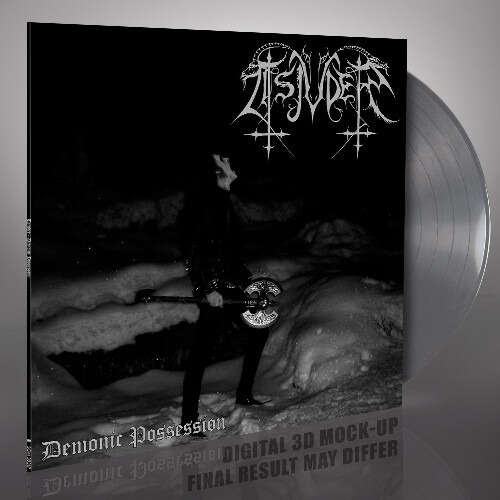 TSJUDER
Demonic Possession
DIGITAL 3D MOCK-UP
FINAL RESULT MAY DIFFER